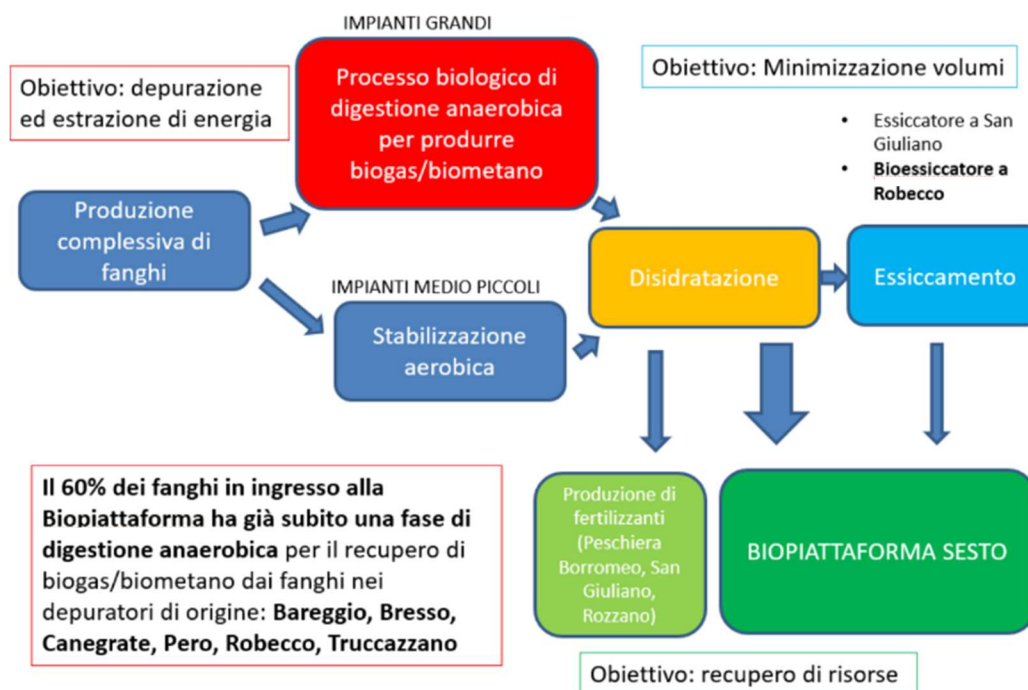 IMPIANTI GRANDI
Obiettivo: depurazione
ed estrazione di energia
Processo biologico di
digestione anaerobica
per produrre
biogas/biometano
Obiettivo: Minimizzazione volumi
• Essiccatore a San
Giuliano
• Bioessiccatore a
Robecco
Produzione
complessiva di
fanghi
IMPIANTI MEDIO PICCOLI
Stabilizzazione
aerobica
Disidratazione
Essiccamento
Il 60% dei fanghi in ingresso alla
Biopiattaforma ha già subito una fase di
digestione anaerobica per il recupero di
biogas/biometano dai fanghi nei
depuratori di origine: Bareggio, Bresso,
Canegrate, Pero, Robecco, Truccazzano
Produzione di
fertilizzanti
(Peschiera
Borromeo, San
Giuliano,
Rozzano)
BIOPIATTAFORMA SESTO
Obiettivo: recupero di risorse